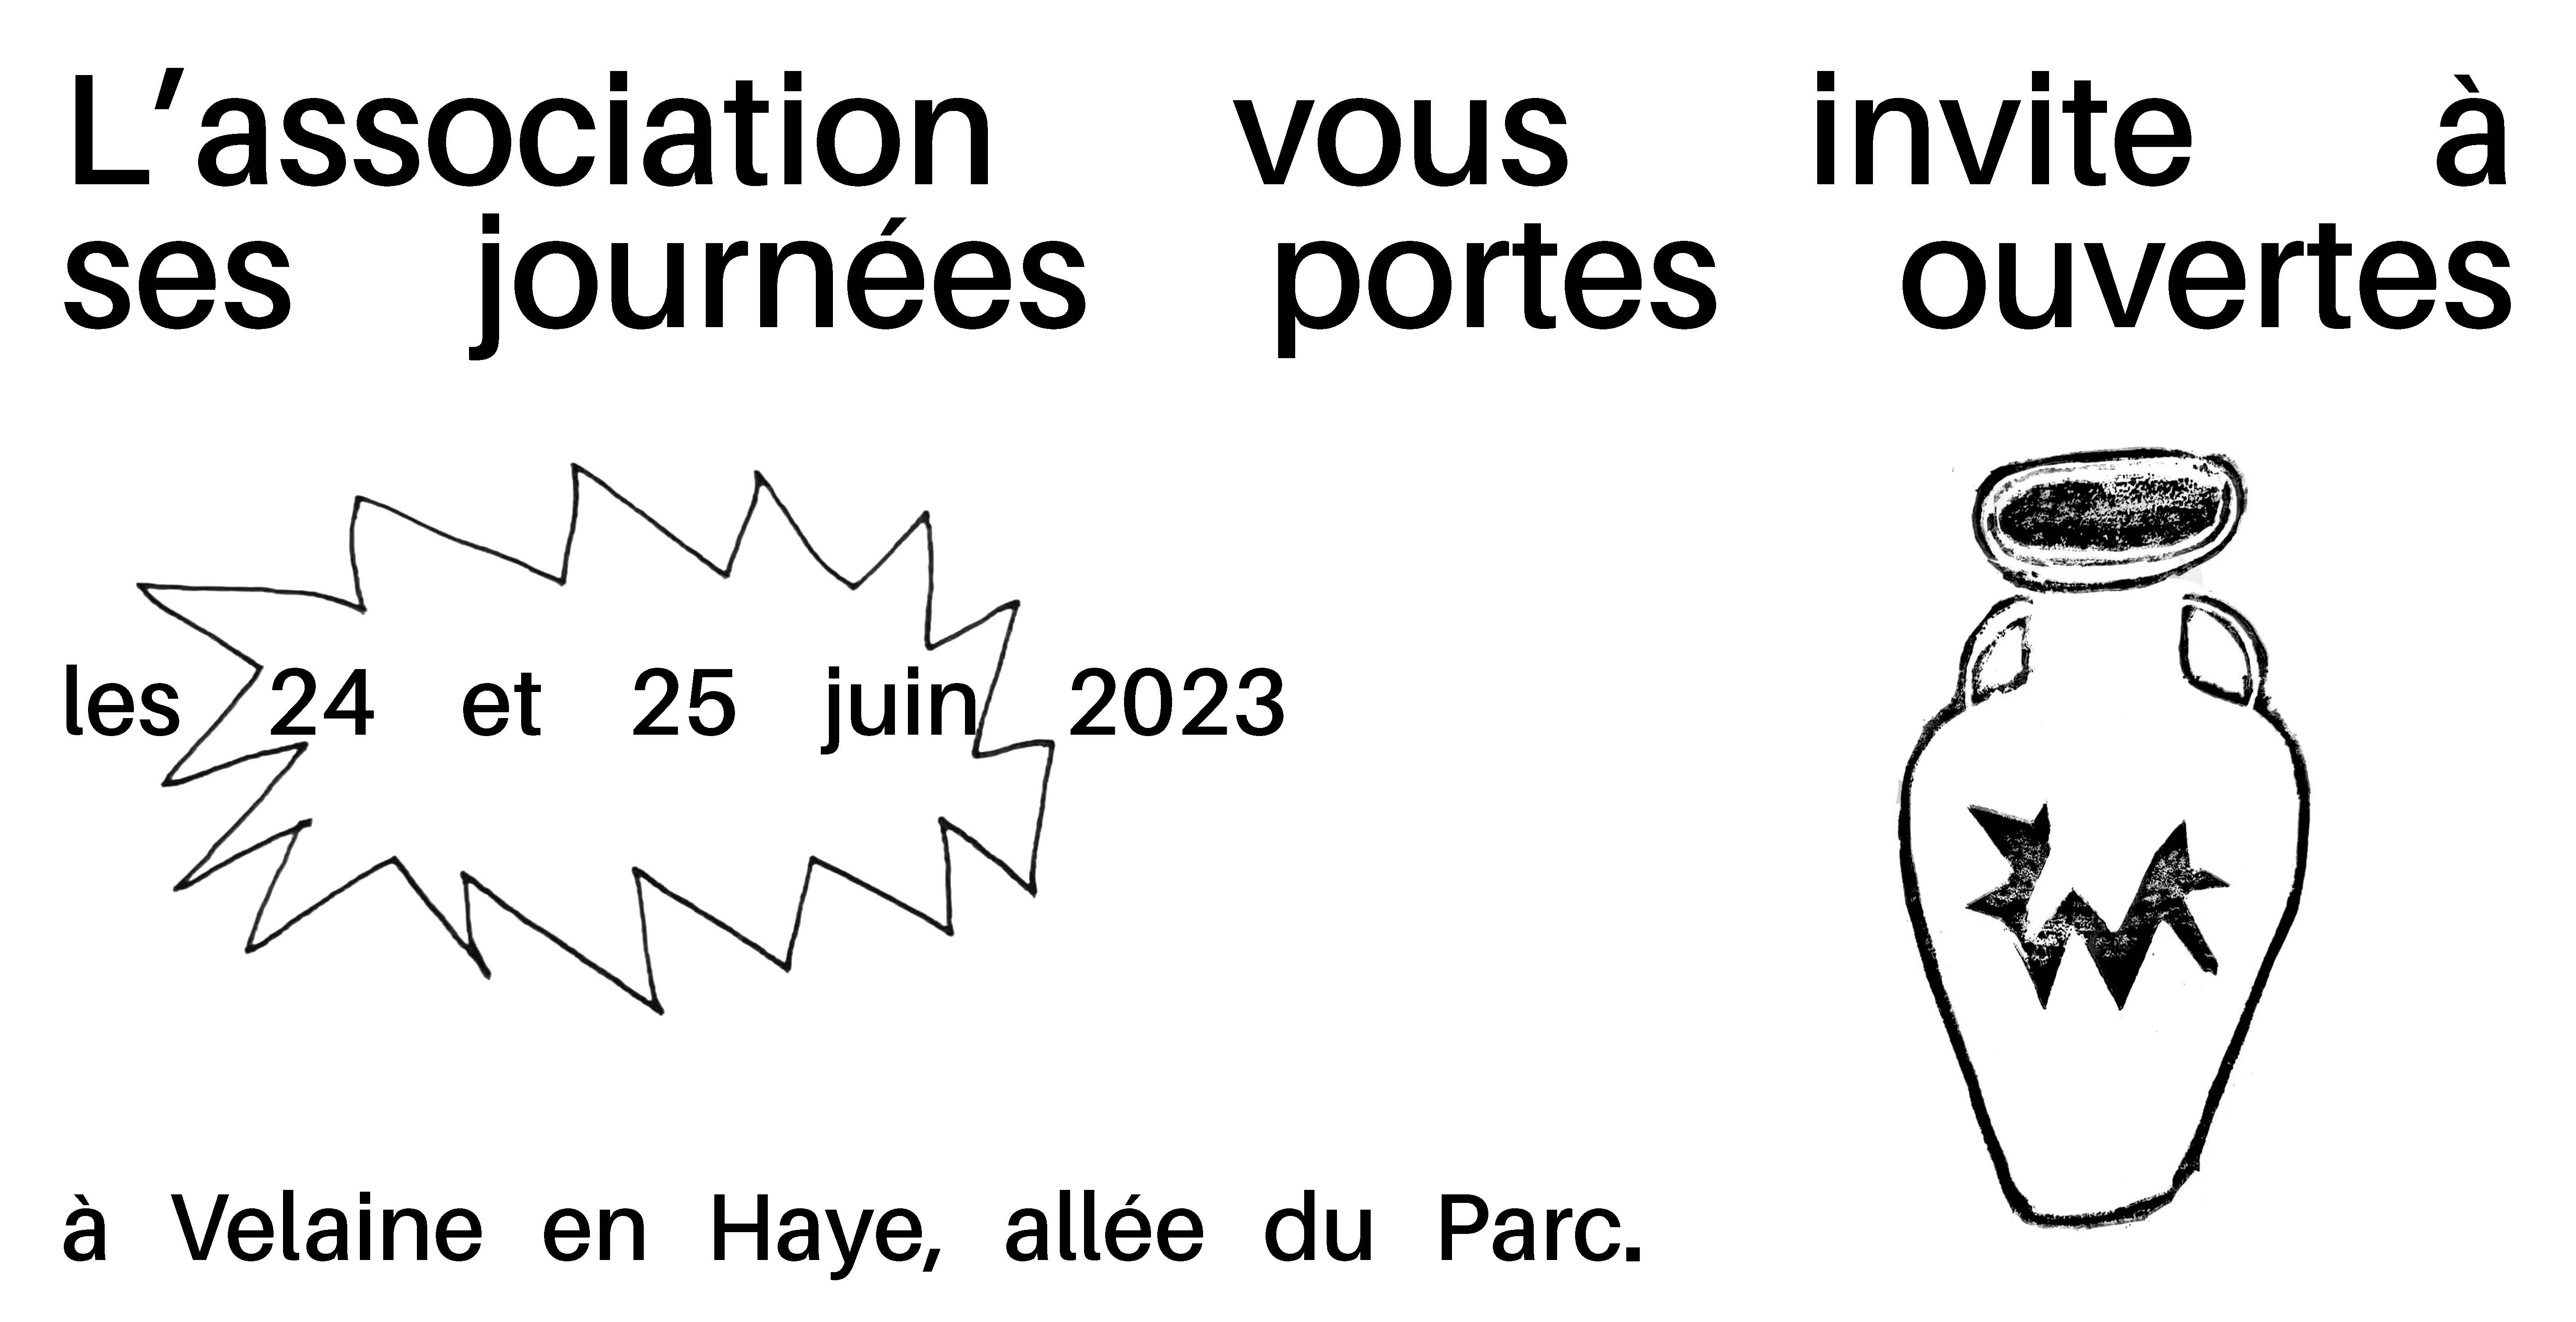 L’association vous invite à
ses journées portes ouvertes
les 24 et 25 juin 2023
à Velaine en Haye, allée du Parc.